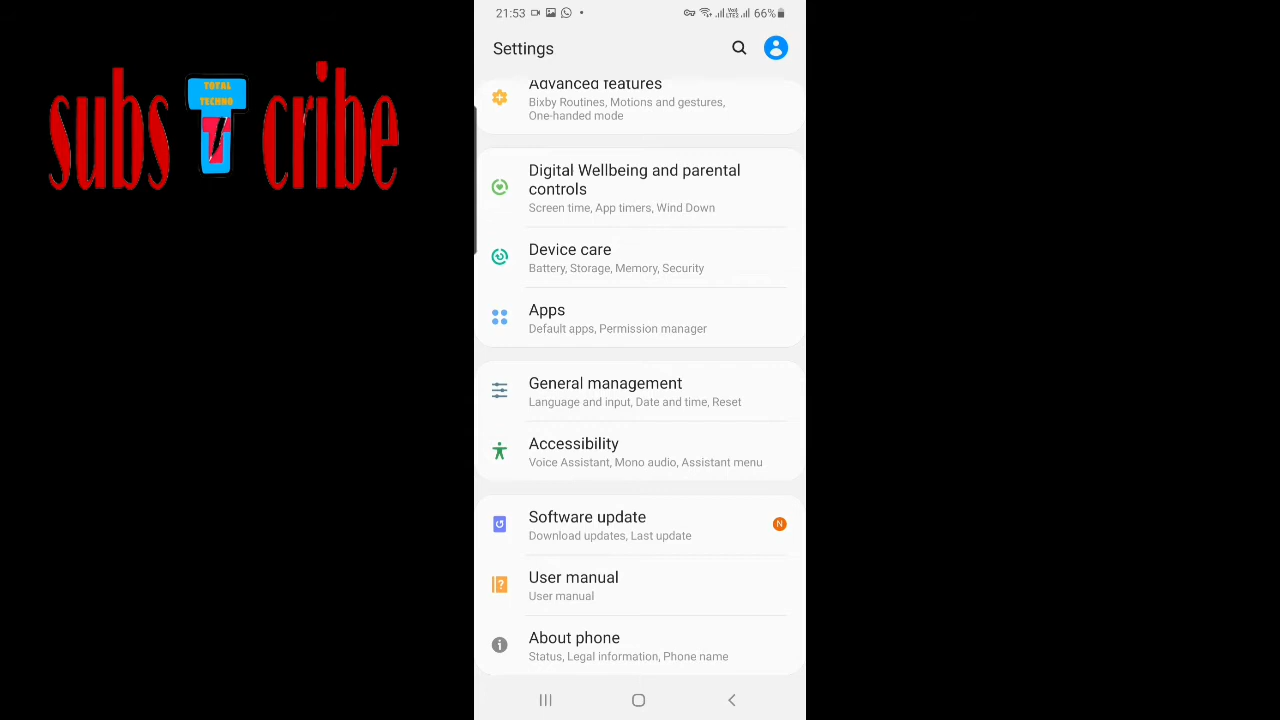 subs cribe
TOTAL
TECHNO
21:53
66%
Settings
Advanced features
Bixby Routines, Motions and gestures,
One-handed mode
Digital Wellbeing and parental
controls
Screen time, App timers, Wind Down
Device care
Battery, Storage, Memory, Security
Apps
Default apps, Permission manager
General management
Language and input, Date and time, Reset
Accessibility
Voice Assistant, Mono audio, Assistant menu
Software update
N
Download updates, Last update
User manual
User manual
About phone
Status, Legal information, Phone name